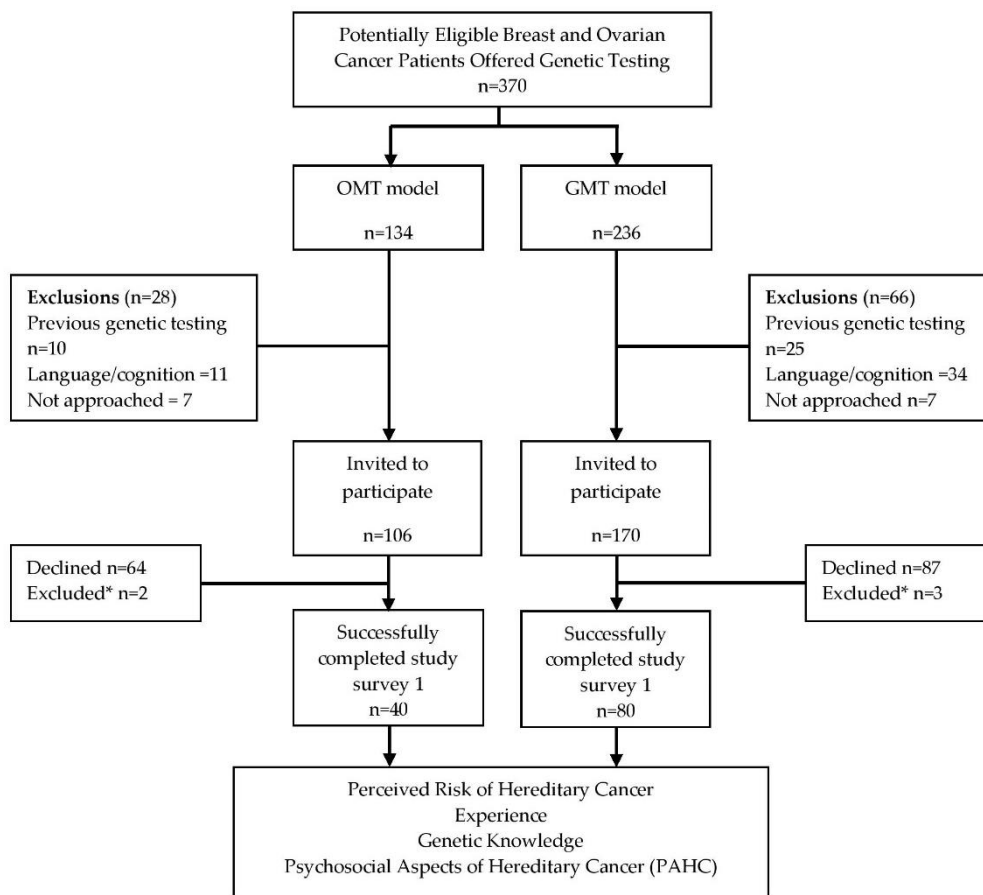 Potentially Eligible Breast and Ovarian
Cancer Patients Offered Genetic Testing
n=370
OMT model
n=134
GMT model
n=236
Exclusions (n=28)
Previous genetic testing
n=10
Language/cognition =11
Not approached = 7
Exclusions (n=66)
Previous genetic testing
n=25
Language/cognition =34
Not approached n=7
Invited to
participate
n=106
Invited to
participate
n=170
Declined n=64
Excluded* n=2
Declined n=87
Excluded* n=3
Successfully
completed study
survey 1
n=40
Successfully
completed study
survey 1
n=80
Perceived Risk of Hereditary Cancer
Experience
Genetic Knowledge
Psychosocial Aspects of Hereditary Cancer (PAHC)